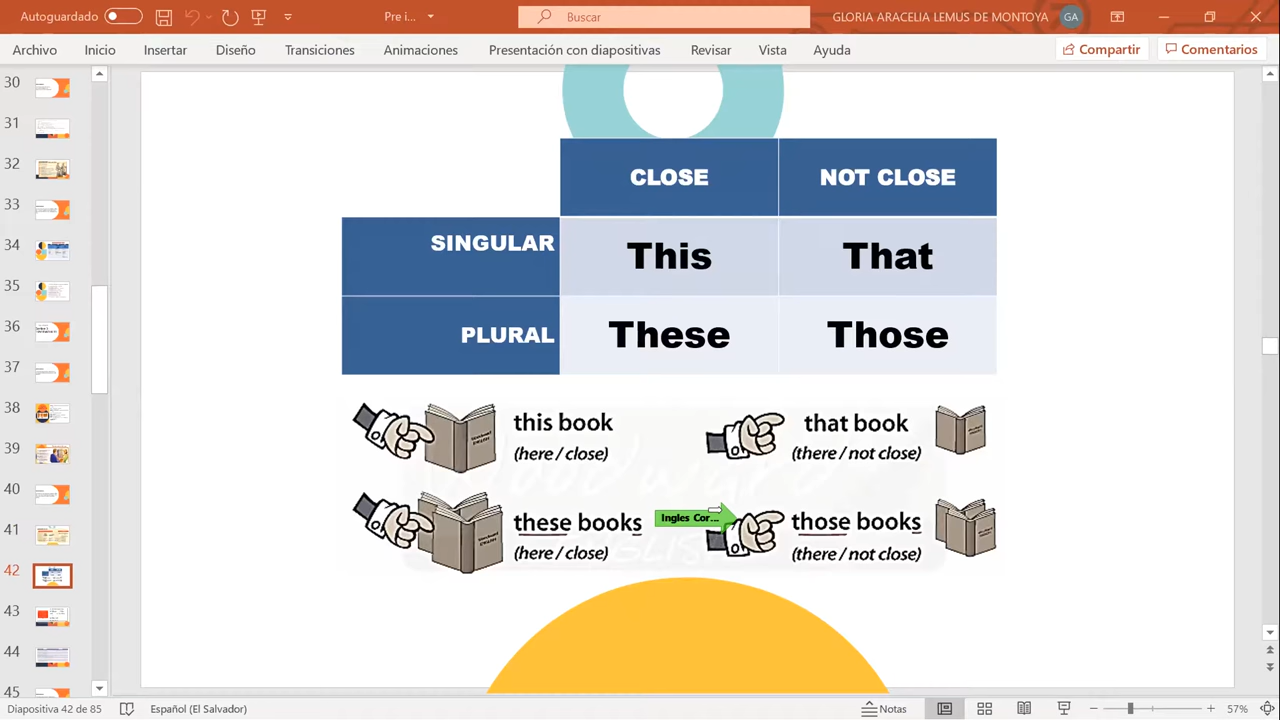 Autoguardado
Pre i...
Buscar
GLORIA ARACELIA LEMUS DE MONTOYA
GA
Archivo
Inicio
Insertar
Diseño
Transiciones
Animaciones
Presentación con diapositivas
Revisar
Vista
Ayuda
Compartir
Comentarios
30
31
32
33
34
35
36
37
38
39
40
42
43
44
45
CLOSE
NOT CLOSE
SINGULAR
This
That
PLURAL
These
Those
this book
(here / close)
that book
(there / not close)
these books
(here / close)
Ingles Cor...
those books
(there / not close)
Diapositiva 42 de 85
Español (El Salvador)
Notas
57%